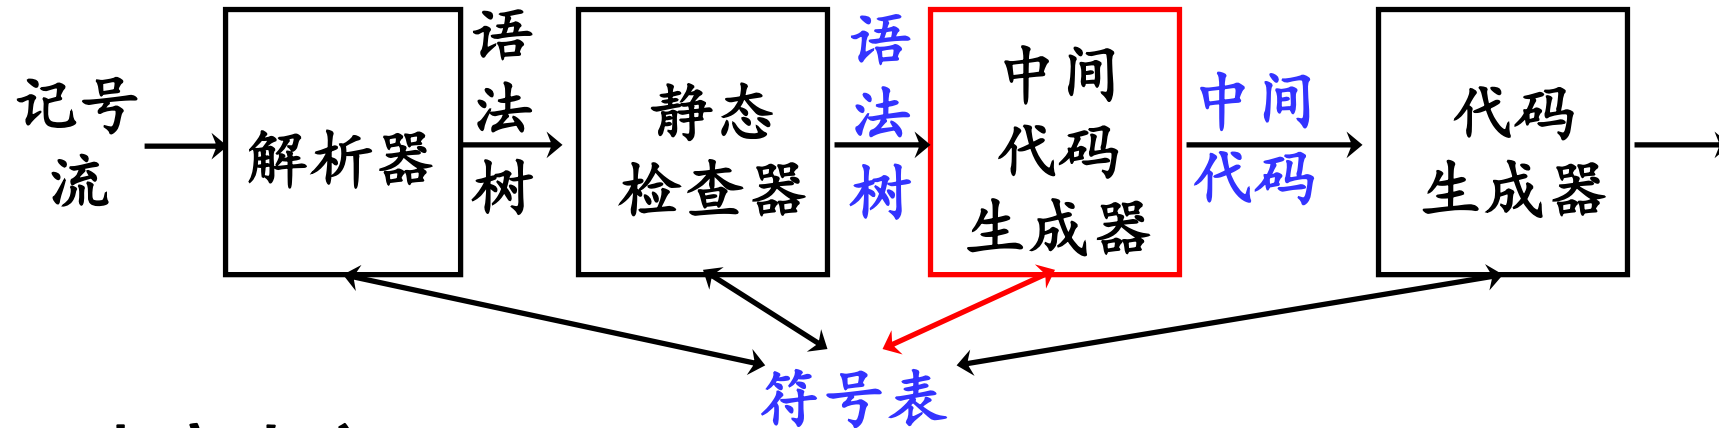 记号
流
解析器
语
法
树
静态
检查器
语
法
树
中间
代码
生成器
中间
代码
代码
生成器
符号表